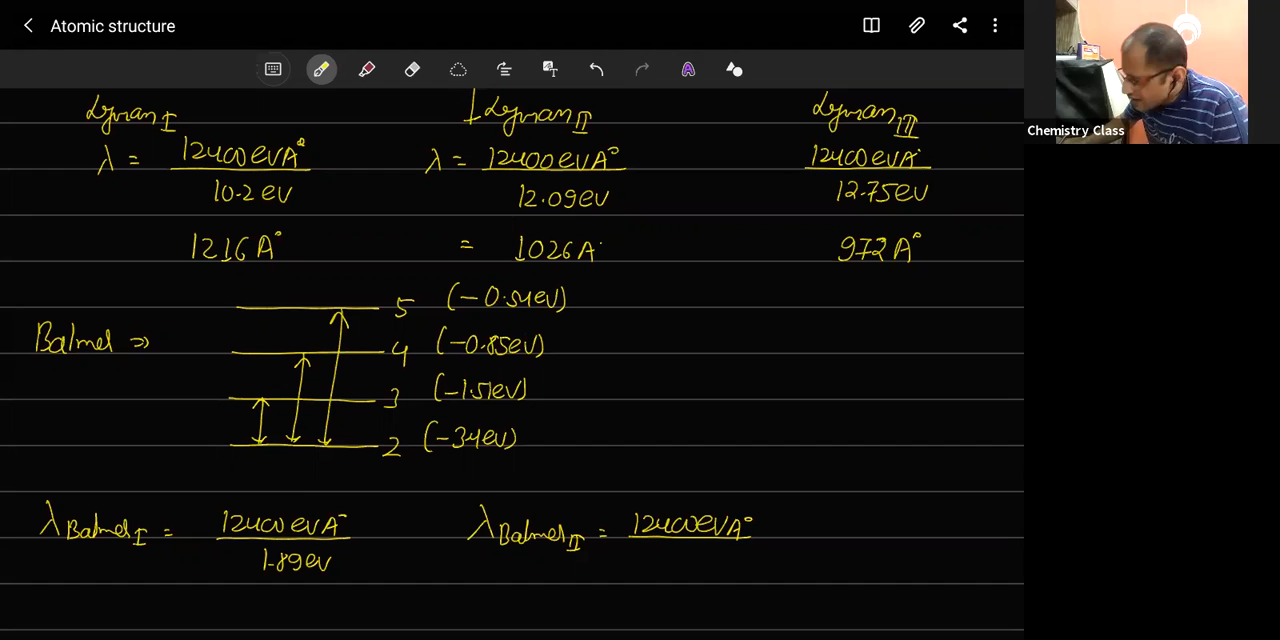 Atomic structure
Chemistry Class
Lyman I
Lyman II
Lyman III
λ = 12400 eVA° / 10.2 eV
λ = 12400 eVA° / 12.09 eV
12400 eVA° / 12.75 eV
1216 A°
= 1026 A°
972 A°
5 (-0.54 eV)
Balmer ⇒
4 (-0.85 eV)
3 (-1.51 eV)
2 (-3.4 eV)
λ Balmer I = 12400 eVA° / 1.89 eV
λ Balmer II = 12400 eVA°